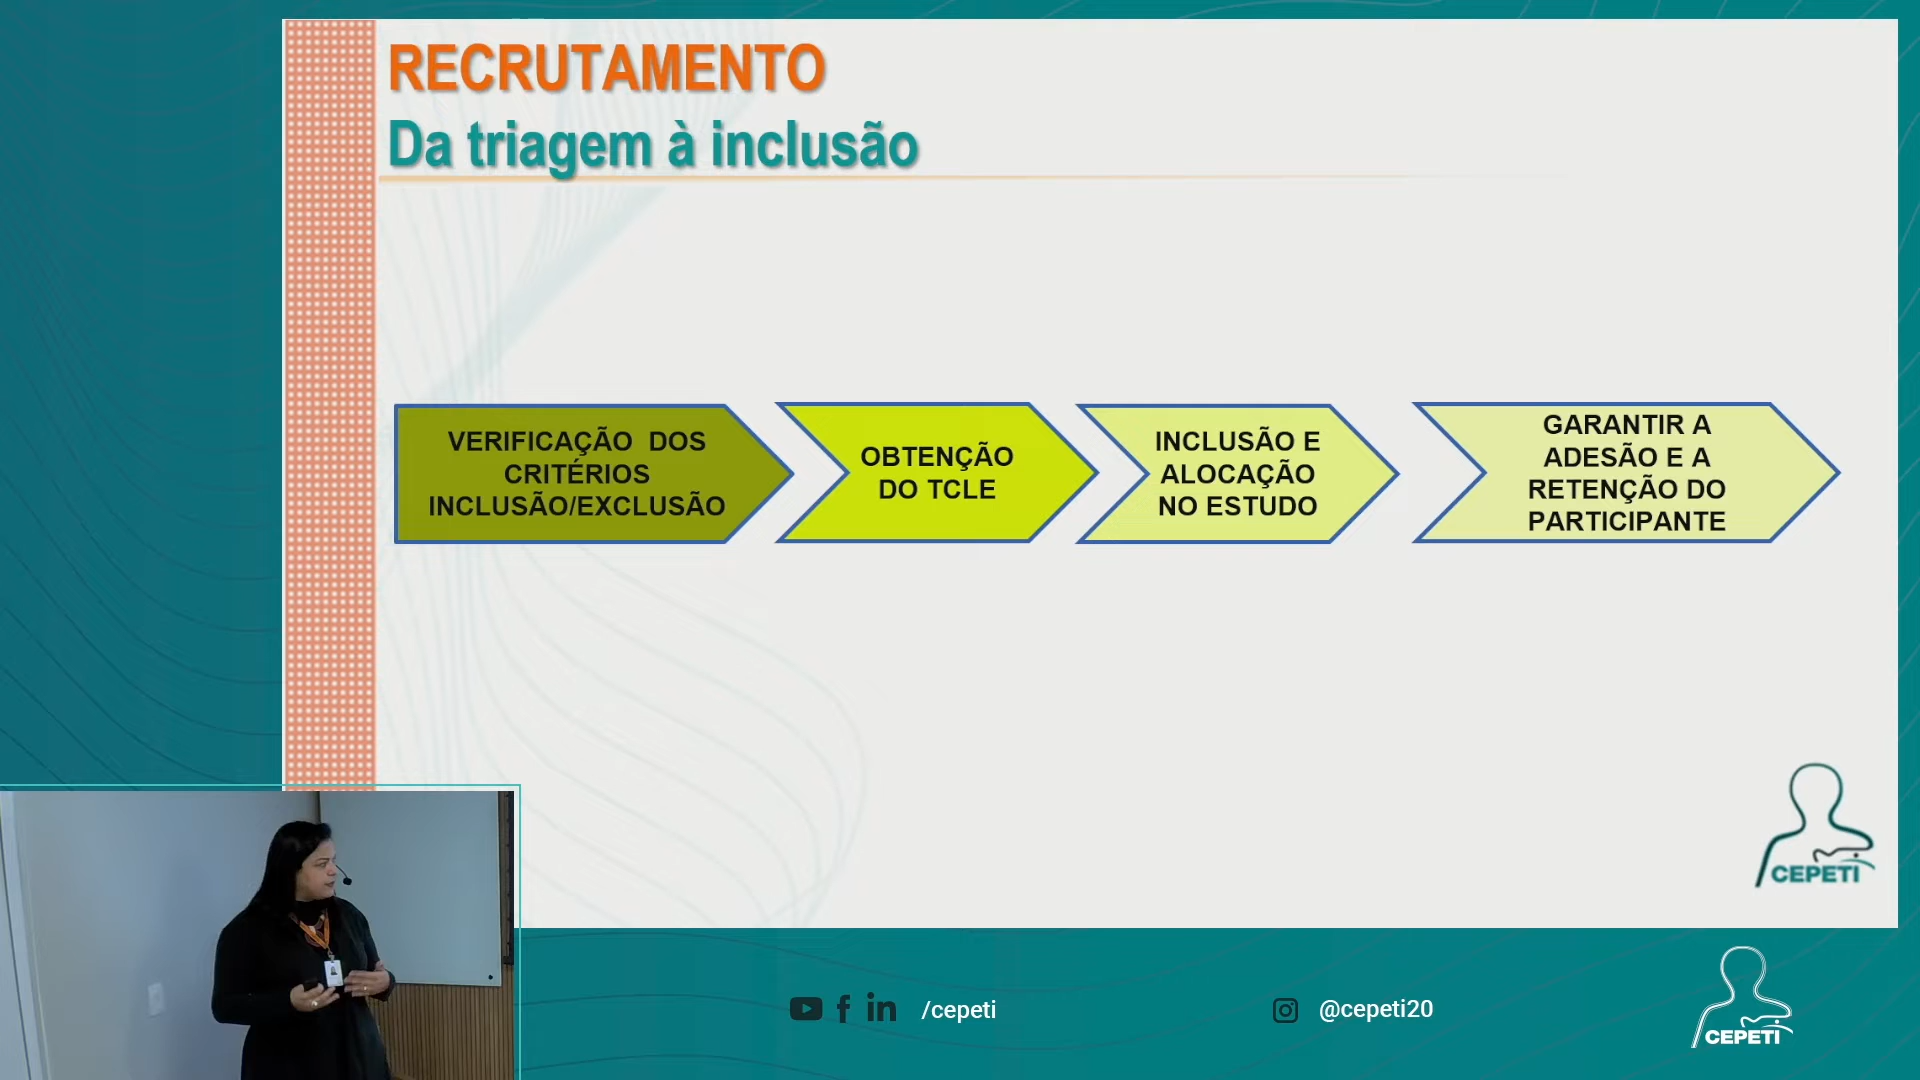 RECRUTAMENTO
Da triagem à inclusão
VERIFICAÇÃO DOS
CRITÉRIOS
INCLUSÃO/EXCLUSÃO
OBTENÇÃO
DO TCLE
INCLUSÃO E
ALOCAÇÃO
NO ESTUDO
GARANTIR A
ADESÃO E A
RETENÇÃO DO
PARTICIPANTE
CEPETI
/cepeti
@cepeti20
CEPETI